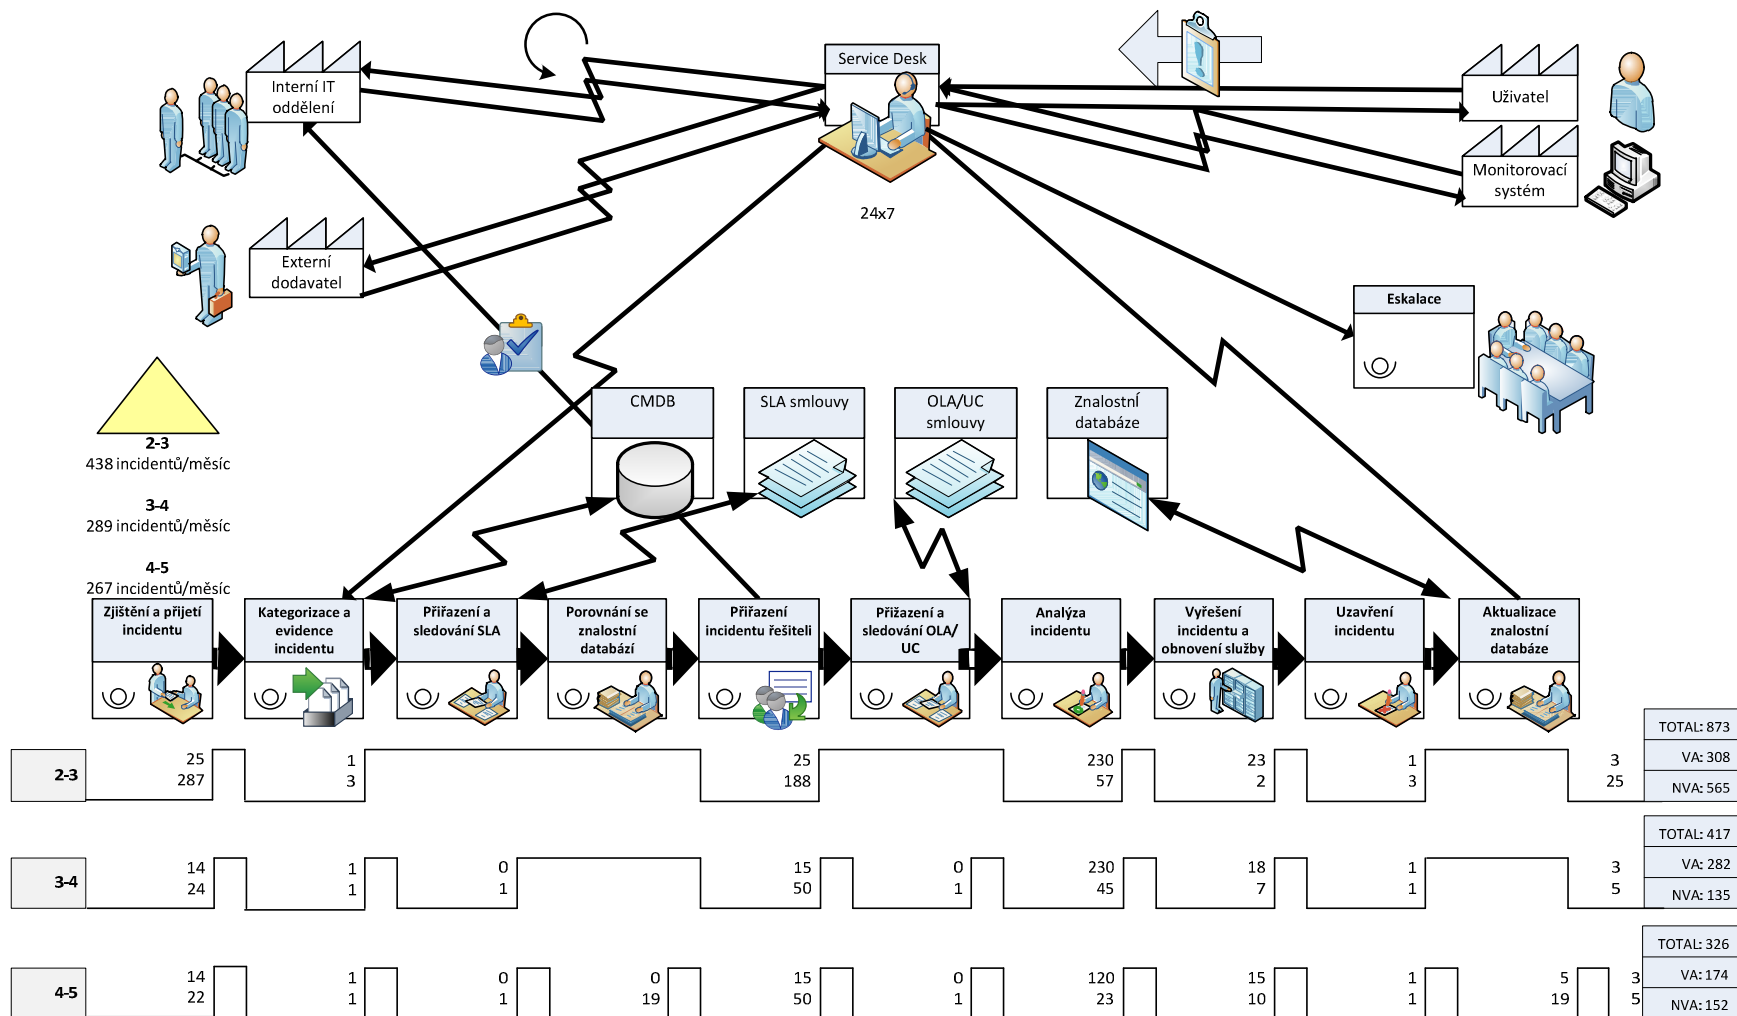 Service Desk
24x7
Interní IT
oddělení
Externí
dodavatel
Uživatel
Monitorovací
systém
Eskalace
2-3
438 incidentů/měsíc
3-4
289 incidentů/měsíc
4-5
267 incidentů/měsíc
CMDB
SLA smlouvy
OLA/UC
smlouvy
Znalostní
databáze
Zjištění a přijetí
incidentu
Kategorizace a
evidence
incidentu
Přiřazení a
sledování SLA
Porovnání se
znalostní
databází
Přiřazení
incidentu řešiteli
Přižazení a
sledování OLA/
UC
Analýza
incidentu
Vyřešení
incidentu a
obnovení služby
Uzavření
incidentu
Aktualizace
znalostní
databáze
2-3
25 1 25 230 23 1 3
287 3 188 57 2 3 25
TOTAL: 873
VA: 308
NVA: 565
3-4
14 1 0 15 0 230 18 1 3
24 1 1 50 1 45 7 1 5
TOTAL: 417
VA: 282
NVA: 135
4-5
14 1 0 0 15 0 120 15 1 5 3
22 1 1 19 50 1 23 10 1 19 5
TOTAL: 326
VA: 174
NVA: 152